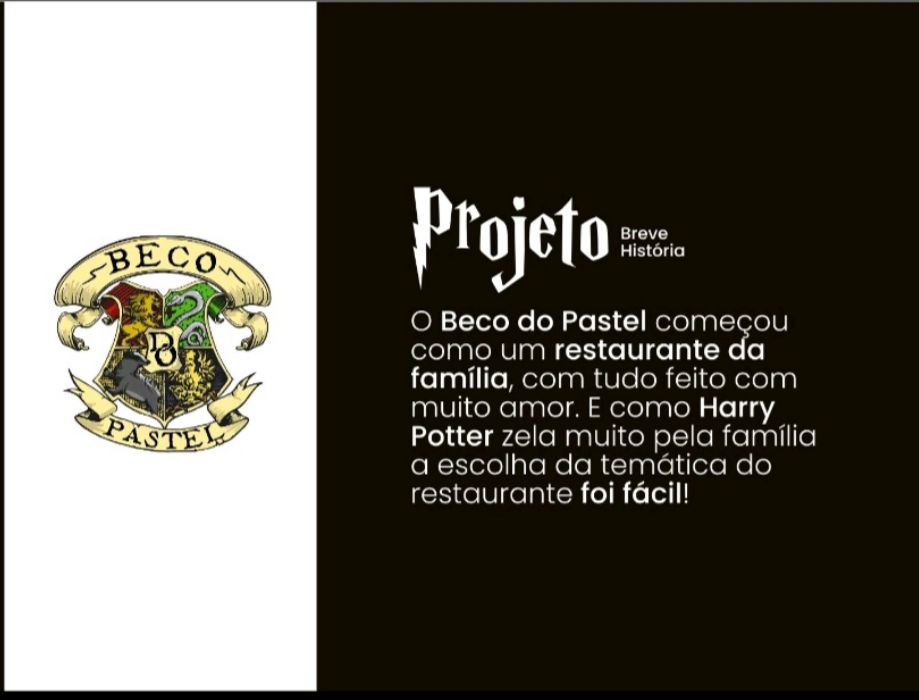 BECO
DO
PASTEL
Projeto
Breve
História
O Beco do Pastel começou
como um restaurante da
família, com tudo feito com
muito amor. E como Harry
Potter zela muito pela família
a escolha da temática do
restaurante foi fácil!